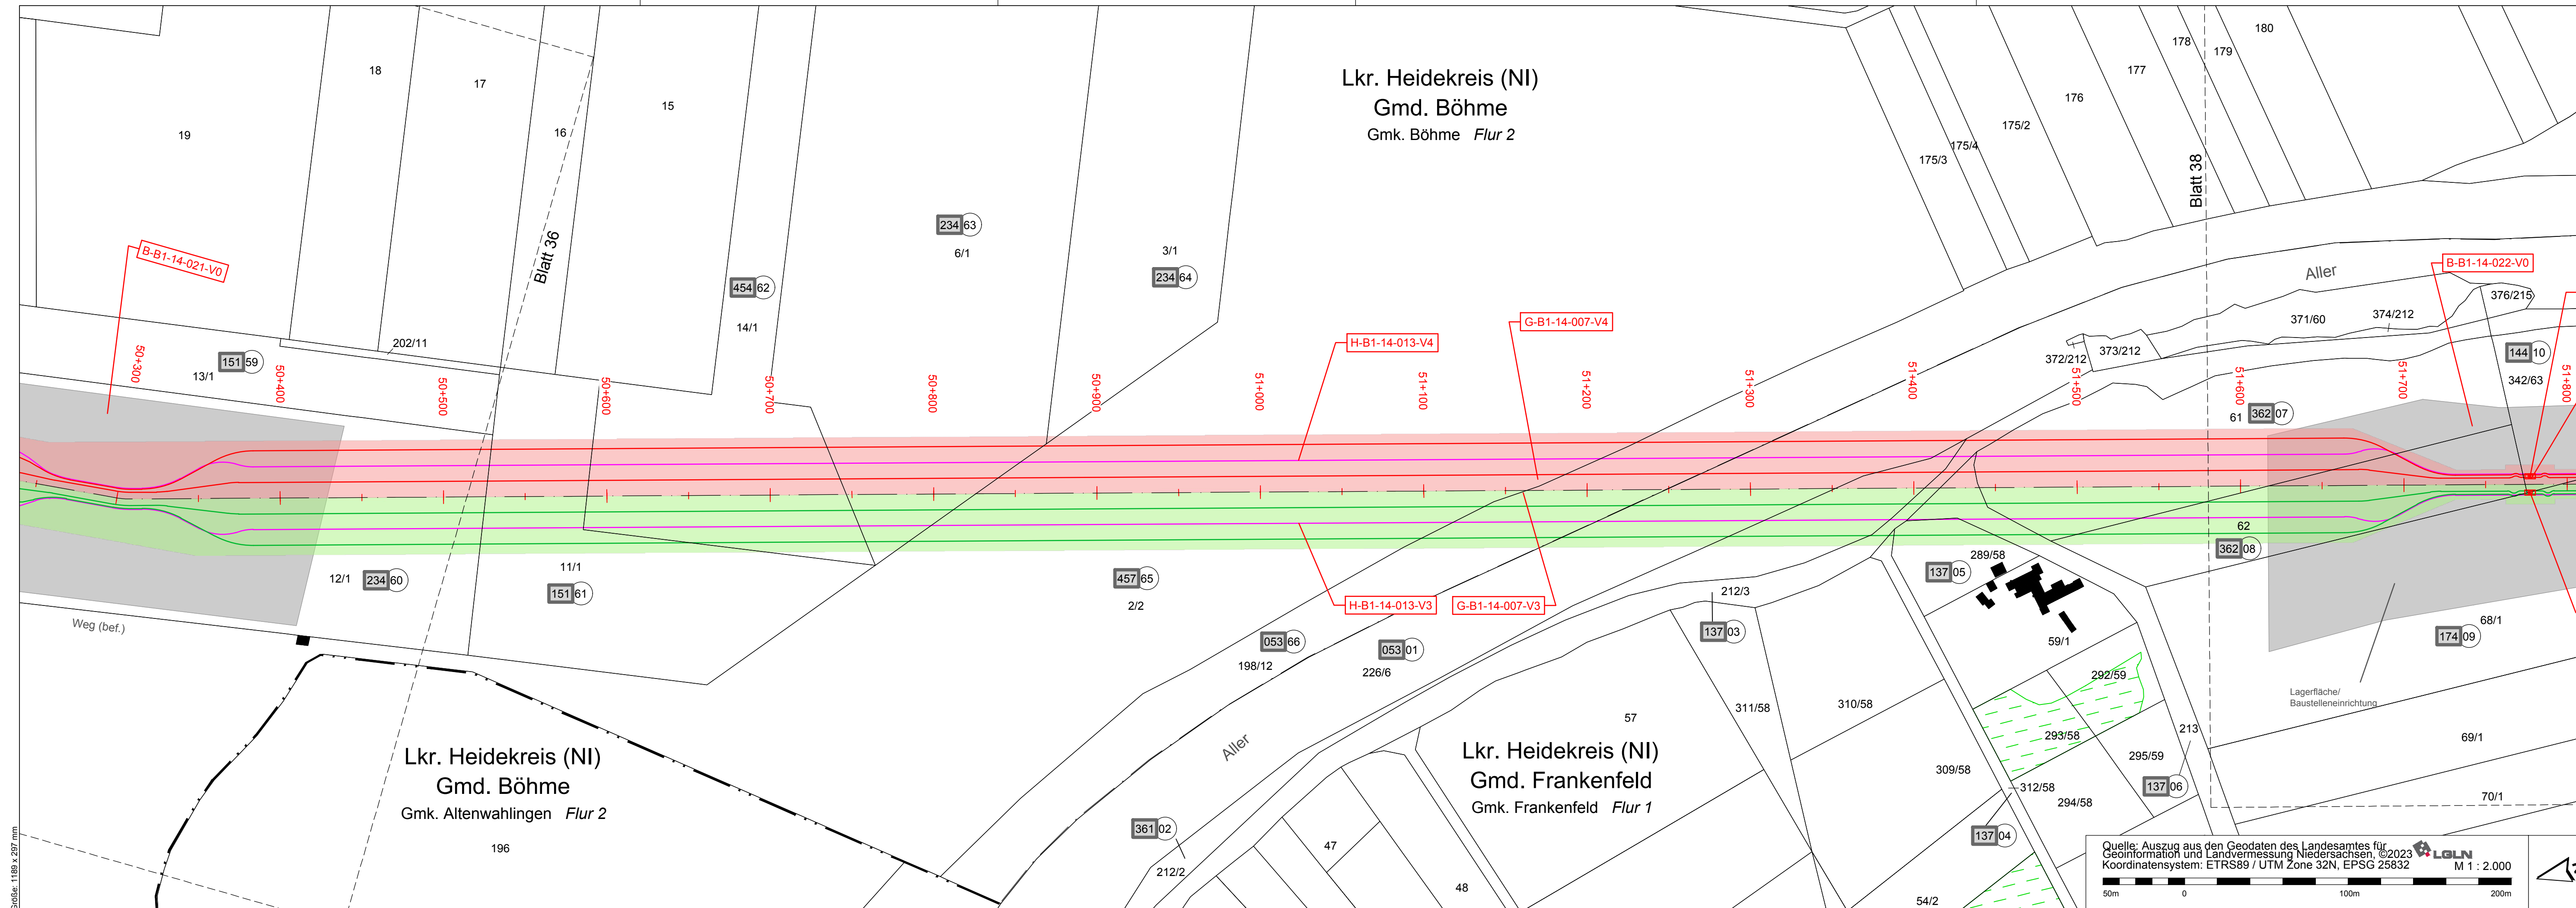 Lkr. Heidekreis (NI)
Gmd. Böhme
Gmk. Böhme Flur 2
19
18
17
16
15
180
179
178
177
176
175/2
175/4
175/3
Blatt 36
Blatt 38
234 63
6/1
3/1
234 64
454 62
14/1
B-B1-14-021-V0
202/11
151 59
13/1
H-B1-14-013-V4
G-B1-14-007-V4
Aller
B-B1-14-022-V0
376/215
371/60
374/212
372/212
373/212
144 10
342/63
61
362 07
50+300
50+400
50+500
50+600
50+700
50+800
50+900
51+000
51+100
51+200
51+300
51+400
51+500
51+600
51+700
51+800
62
362 08
12/1
234 60
11/1
151 61
457 65
2/2
H-B1-14-013-V3
G-B1-14-007-V3
137 05
289/58
59/1
212/3
137 03
053 66
198/12
053 01
226/6
Weg (bef.)
68/1
174 09
Lagerfläche/
Baustelleneinrichtung
292/59
293/58
295/59
213
137 06
294/58
312/58
309/58
137 04
310/58
311/58
57
69/1
70/1
Lkr. Heidekreis (NI)
Gmd. Böhme
Gmk. Altenwahlingen Flur 2
196
Aller
Lkr. Heidekreis (NI)
Gmd. Frankenfeld
Gmk. Frankenfeld Flur 1
361 02
212/2
47
48
54/2
Quelle: Auszug aus den Geodaten des Landesamtes für
Geoinformation und Landvermessung Niedersachsen, ©2023
LGLN
Koordinatensystem: ETRS89 / UTM Zone 32N, EPSG 25832
M 1 : 2.000
50m 0 100m 200m
Größe: 1189 x 297 mm